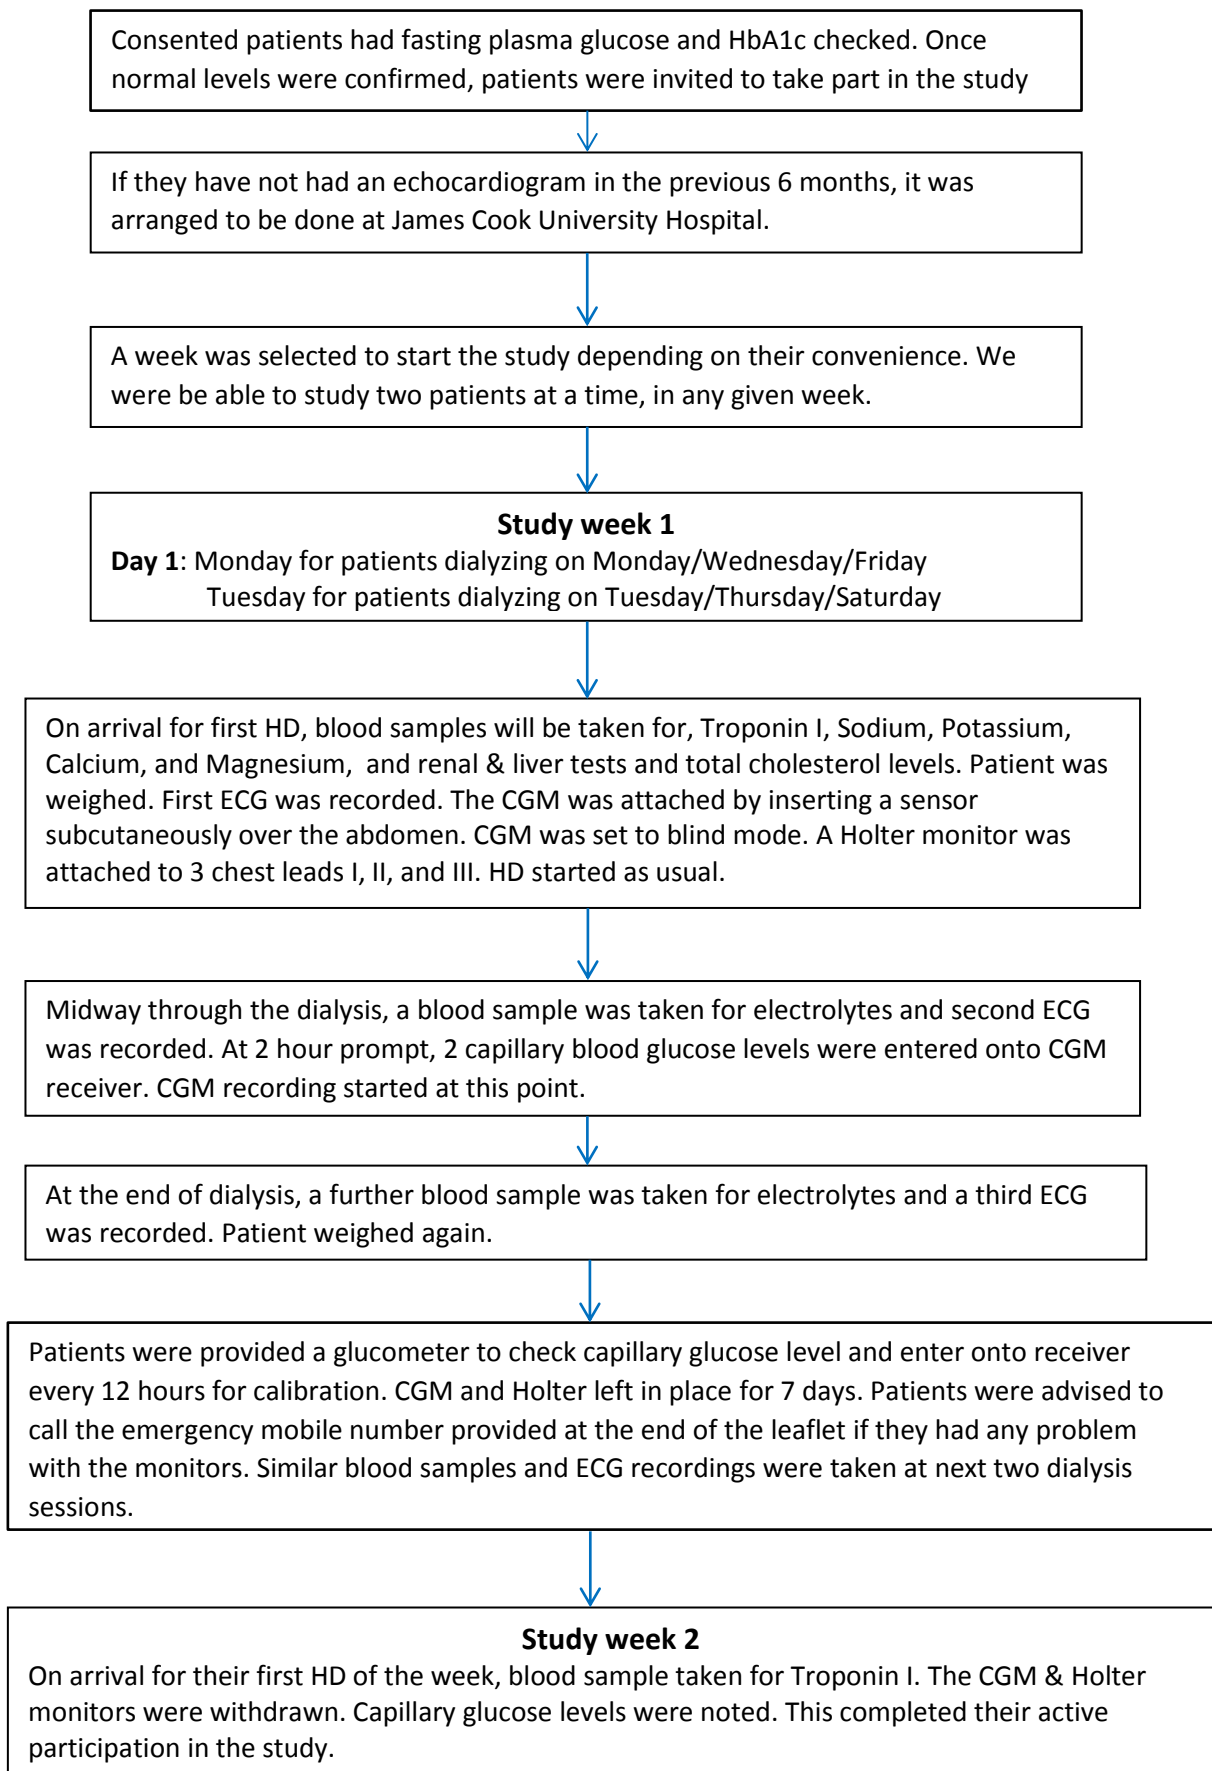 Consented patients had fasting plasma glucose and HbA1c checked. Once
normal levels were confirmed, patients were invited to take part in the study
If they have not had an echocardiogram in the previous 6 months, it was
arranged to be done at James Cook University Hospital.
A week was selected to start the study depending on their convenience. We
were be able to study two patients at a time, in any given week.
Study week 1
Day 1: Monday for patients dialyzing on Monday/Wednesday/Friday
Tuesday for patients dialyzing on Tuesday/Thursday/Saturday
On arrival for first HD, blood samples will be taken for, Troponin I, Sodium, Potassium,
Calcium, and Magnesium,  and renal & liver tests and total cholesterol levels. Patient was
weighed. First ECG was recorded. The CGM was attached by inserting a sensor
subcutaneously over the abdomen. CGM was set to blind mode. A Holter monitor was
attached to 3 chest leads I, II, and III. HD started as usual.
Midway through the dialysis, a blood sample was taken for electrolytes and second ECG
was recorded. At 2 hour prompt, 2 capillary blood glucose levels were entered onto CGM
receiver. CGM recording started at this point.
At the end of dialysis, a further blood sample was taken for electrolytes and a third ECG
was recorded. Patient weighed again.
Patients were provided a glucometer to check capillary glucose level and enter onto receiver
every 12 hours for calibration. CGM and Holter left in place for 7 days. Patients were advised to
call the emergency mobile number provided at the end of the leaflet if they had any problem
with the monitors. Similar blood samples and ECG recordings were taken at next two dialysis
sessions.
Study week 2
On arrival for their first HD of the week, blood sample taken for Troponin I. The CGM & Holter
monitors were withdrawn. Capillary glucose levels were noted. This completed their active
participation in the study.